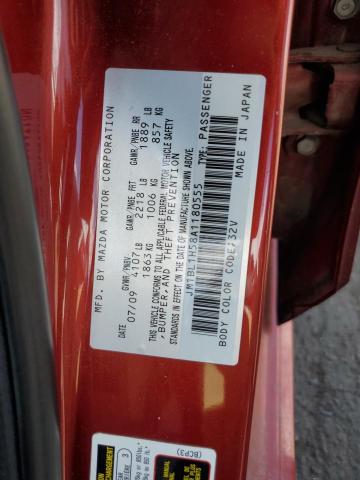 MFD. BY MAZDA MOTOR CORPORATION
DATE GVWR/PNBV GAWR/PNBE FRT GAWR/PNBE RR
07/09 4107 LB 2218 LB 1889 LB
1863 KG 1006 KG 857 KG
THIS VEHICLE CONFORMS TO ALL APPLICABLE FEDERAL MOTOR VEHICLE SAFETY
, BUMPER, AND THEFT PREVENTION
STANDARDS IN EFFECT ON THE DATE OF MANUFACTURE SHOWN ABOVE.
JM1BL1H58A1180555 TYPE: PASSENGER
BODY COLOR CODE: 32V MADE IN JAPAN
(BCP3)